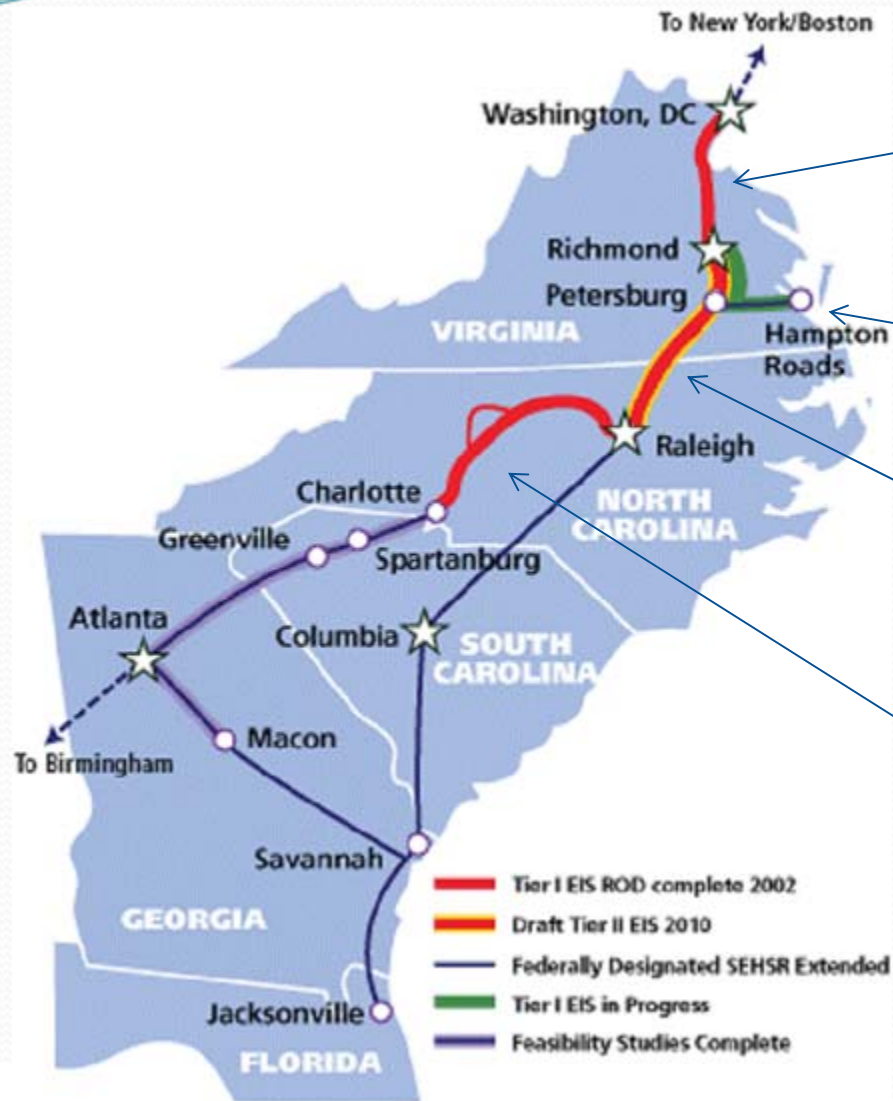 To New York/Boston
Washington, DC
Richmond
Petersburg
Hampton
Roads
VIRGINIA
Raleigh
Charlotte
NORTH
CAROLINA
Greenville
Spartanburg
Atlanta
Columbia
SOUTH
CAROLINA
Macon
To Birmingham
Savannah
Tier I EIS ROD complete 2002
GEORGIA
Draft Tier II EIS 2010
Federally Designated SEHSR Extended
Tier I EIS in Progress
Jacksonville
Feasibility Studies Complete
FLORIDA